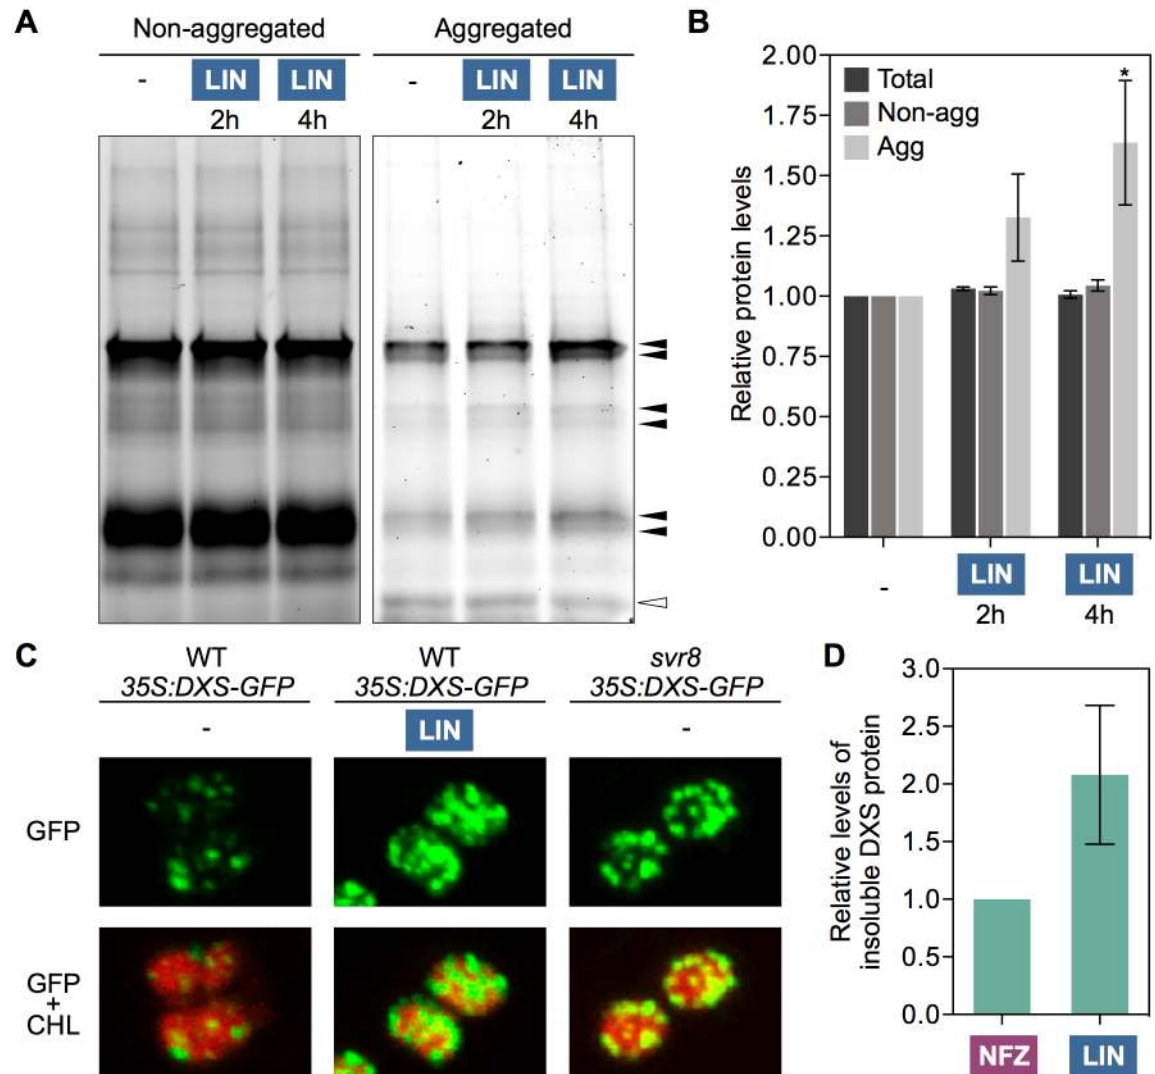 A
Non-aggregated
Aggregated
- LIN LIN - LIN LIN
2h 4h 2h 4h
B
2.00
1.75
1.50
1.25
1.00
0.75
0.50
0.25
0.00
Relative protein levels
Total
Non-agg
Agg
*
- LIN LIN
2h 4h
C
WT WT svr8
35S:DXS-GFP 35S:DXS-GFP 35S:DXS-GFP
- LIN -
GFP
GFP
+
CHL
D
3.0
2.5
2.0
1.5
1.0
0.5
0.0
Relative levels of
insoluble DXS protein
NFZ LIN